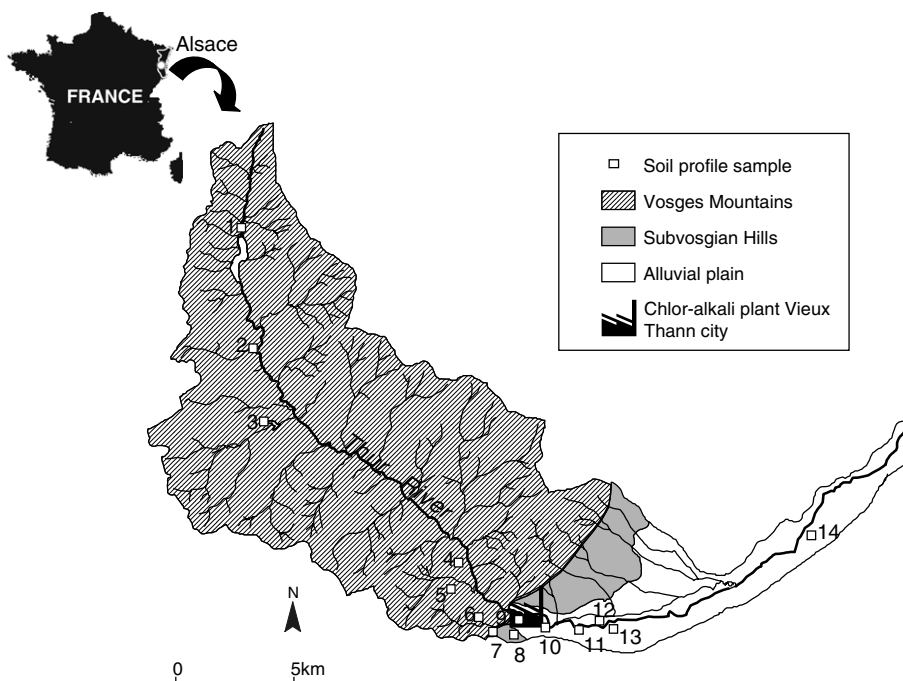 Alsace
FRANCE
Soil profile sample
Vosges Mountains
Subvosgian Hills
Alluvial plain
Chlor-alkali plant Vieux
Thann city
1
2
3
Thur River
4
5
6
7
8
9
10
11
12
13
14
N
0 5km